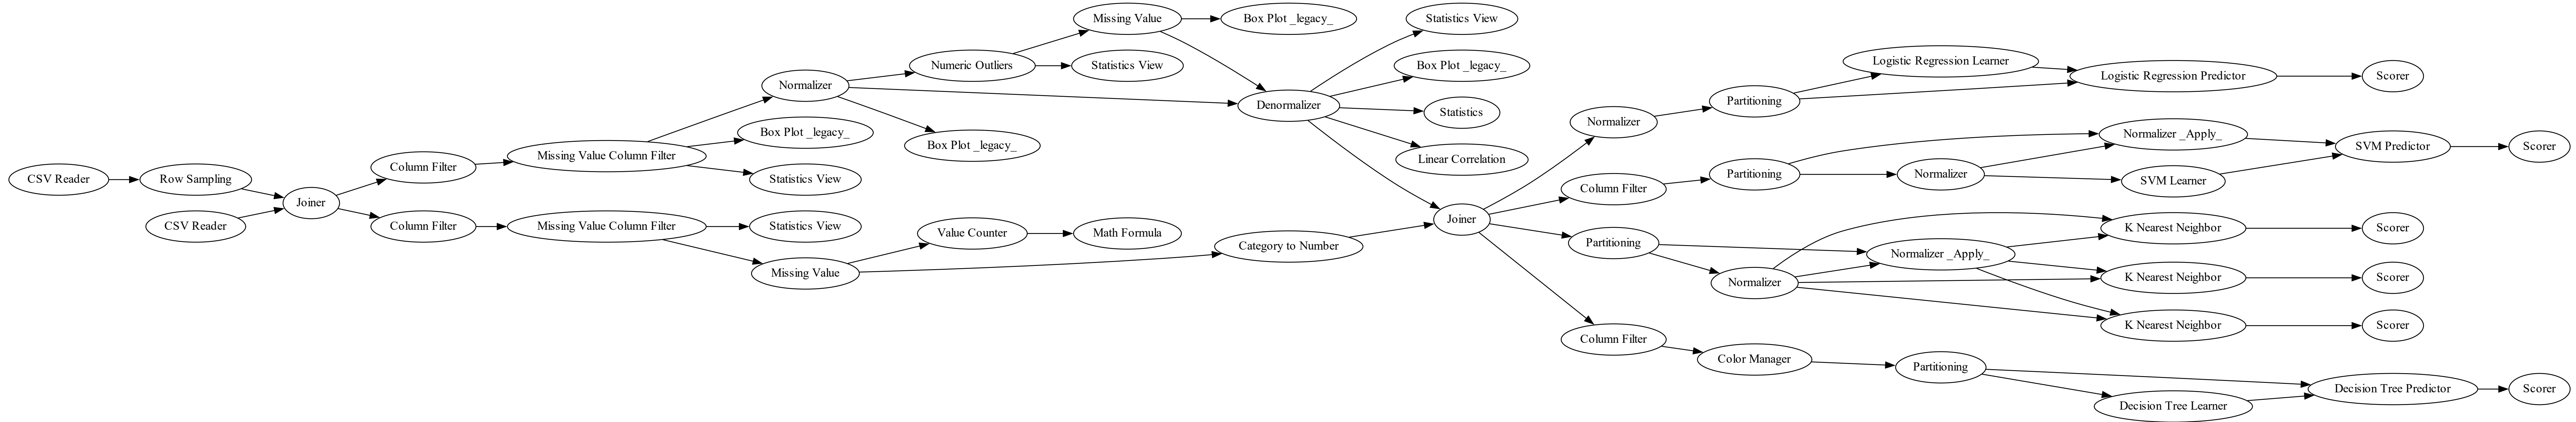 CSV Reader
Row Sampling
CSV Reader
Joiner
Column Filter
Column Filter
Missing Value Column Filter
Missing Value Column Filter
Normalizer
Box Plot _legacy_
Statistics View
Statistics View
Missing Value
Numeric Outliers
Box Plot _legacy_
Value Counter
Missing Value
Statistics View
Math Formula
Box Plot _legacy_
Denormalizer
Category to Number
Statistics View
Box Plot _legacy_
Statistics
Linear Correlation
Joiner
Normalizer
Column Filter
Partitioning
Column Filter
Partitioning
Partitioning
Normalizer
Color Manager
Logistic Regression Learner
Normalizer
Normalizer _Apply_
Partitioning
Logistic Regression Predictor
Normalizer _Apply_
SVM Learner
K Nearest Neighbor
K Nearest Neighbor
K Nearest Neighbor
Decision Tree Learner
Scorer
SVM Predictor
Scorer
Scorer
Scorer
Decision Tree Predictor
Scorer
Scorer